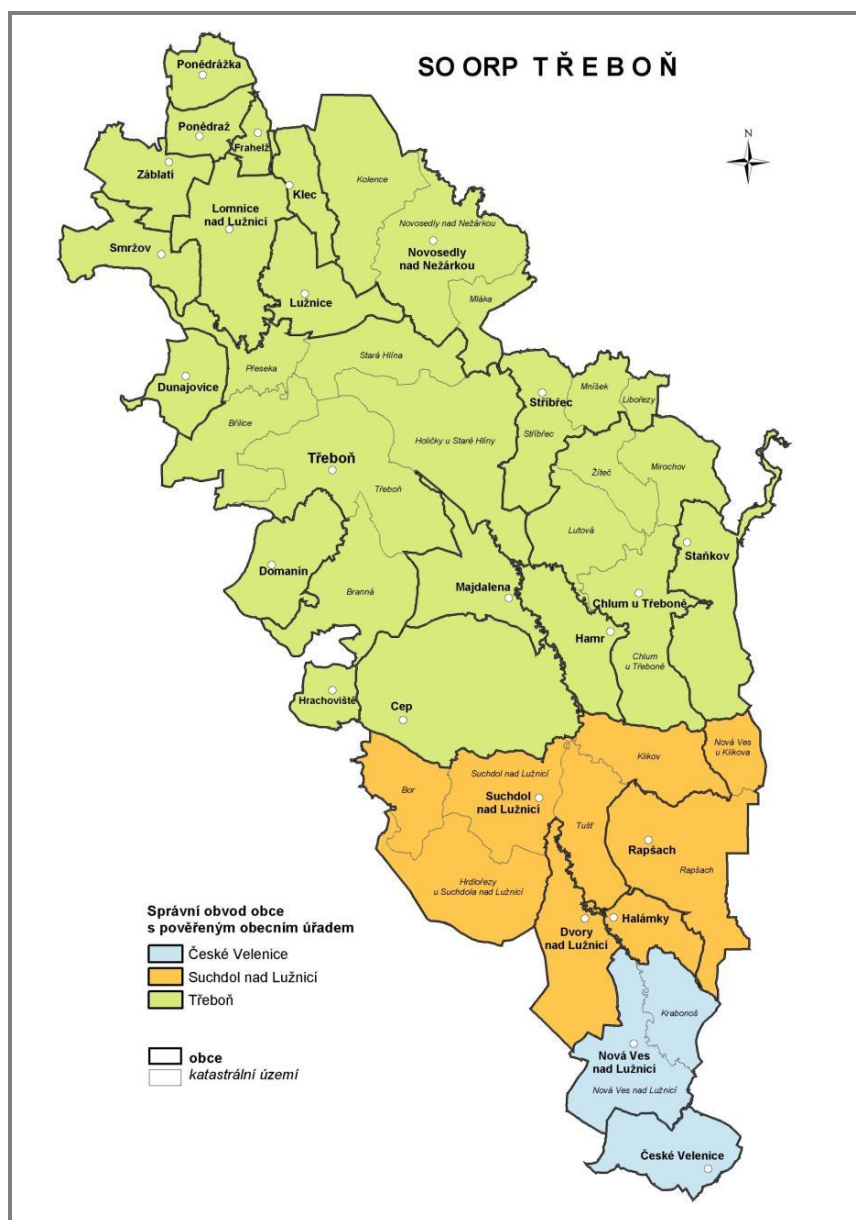 SO ORP TŘEBOŇ
N
Ponědrážka
Ponědraž
Frahelž
Záblatí
Klec
Kolence
Lomnice
nad Lužnicí
Novosedly nad Nežárkou
Novosedly
nad Nežárkou
Smržov
Lužnice
Mláka
Stará Hlína
Přeseka
Dunajovice
Stříbřec
Mníšek
Libořezy
Břilice
Holičky u Staré Hlíny
Stříbřec
Třeboň
Žíteč
Mirochov
Třeboň
Lutová
Staňkov
Domanín
Branná
Majdalena
Chlum u Třeboně
Hamr
Chlum
u Třeboně
Hrachoviště
Cep
Klikov
Nová Ves
u Klikova
Bor
Suchdol nad Lužnicí
Suchdol
nad Lužnicí
Tušť
Rapšach
Rapšach
Hrdlořezy
u Suchdola nad Lužnicí
Halámky
Dvory
nad Lužnicí
Správní obvod obce
s pověřeným obecním úřadem
České Velenice
Suchdol nad Lužnicí
Třeboň
Krabonoš
Nová Ves
nad Lužnicí
Nová Ves nad Lužnicí
obce
katastrální území
České Velenice